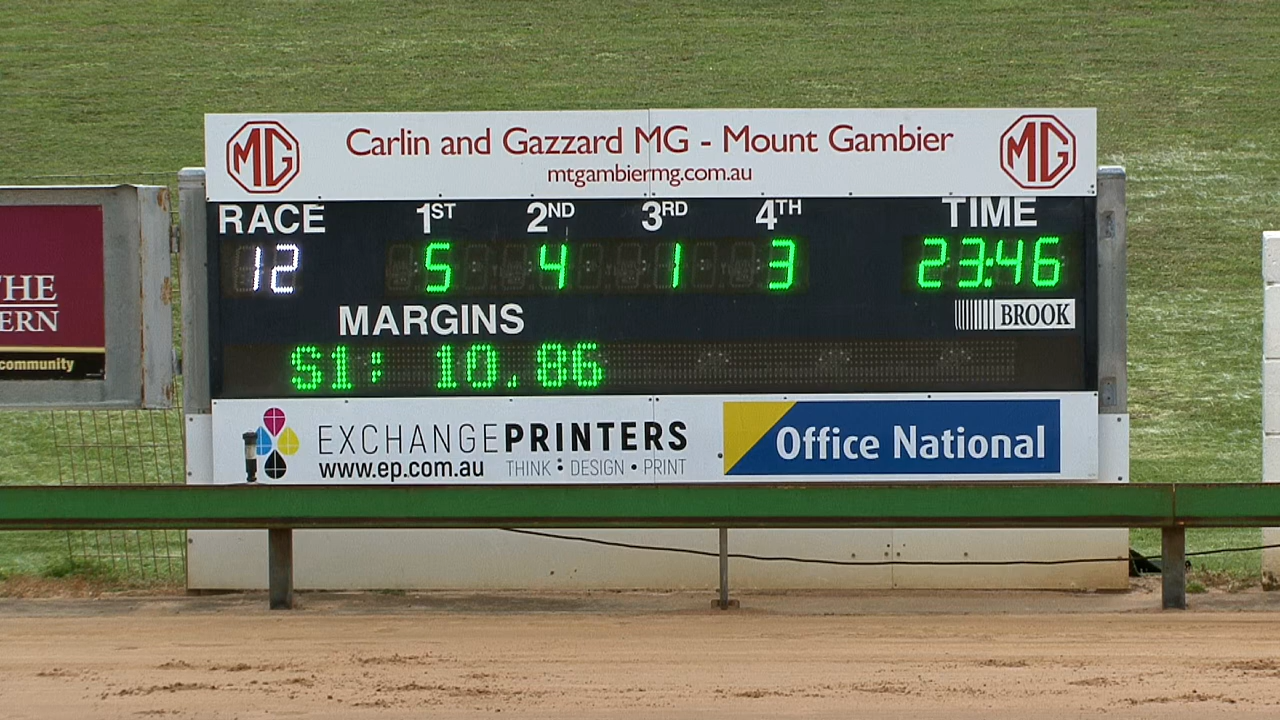 MG Carlin and Gazzard MG - Mount Gambier MG
mtgambiermg.com.au
RACE 1ST 2ND 3RD 4TH TIME
12 5 4 1 3 23:46
MARGINS BROOK
S1: 10.86
THE
ERN
community
EXCHANGEPRINTERS
www.ep.com.au THINK : DESIGN • PRINT
Office National